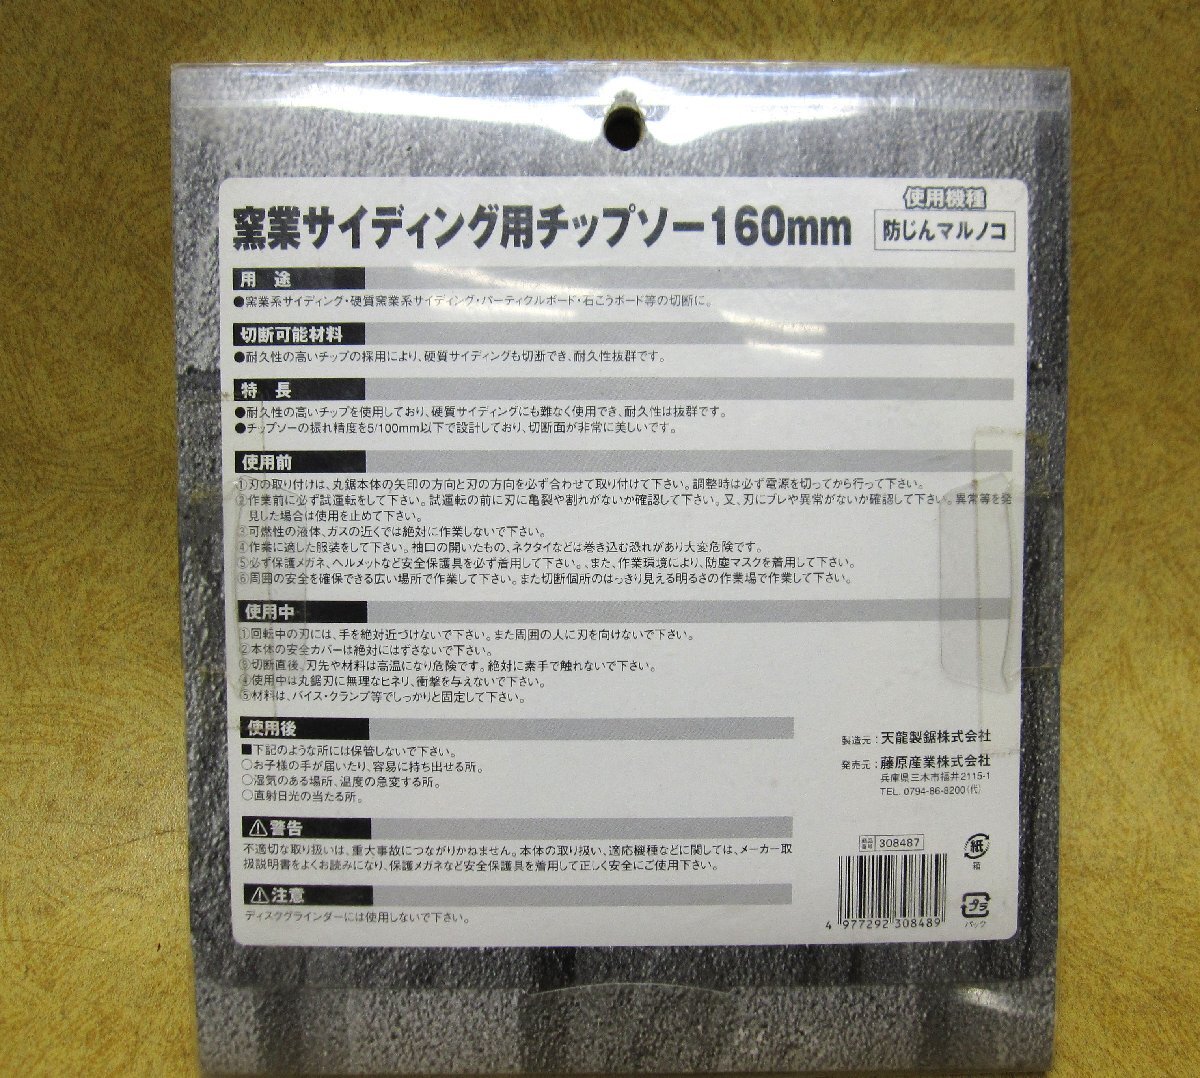 窯業サイディング用チップソー160mm
使用機種
防じんマルノコ
用 途
●窯業系サイディング・硬質窯業系サイディング・パーティクルボード・石こうボード等の切断に。
切断可能材料
●耐久性の高いチップの採用により、硬質サイディングも切断でき、耐久性抜群です。
特 長
●耐久性の高いチップを使用しており、硬質サイディングにも難なく使用でき、耐久性は抜群です。
●チップソーの振れ精度を5/100mm以下で設計しており、切断面が非常に美しいです。
使用前
①刃の取り付けは、丸鋸本体の矢印の方向と刃の方向を必ず合わせて取り付けて下さい。調整時は必ず電源を切ってから行って下さい。
②作業前に必ず試運転をして下さい。試運転の前に刃に亀裂や割れがないか確認して下さい。又、刃にブレや異常がないか確認して下さい。異常等を発
見した場合は使用を止めて下さい。
③可燃性の液体、ガスの近くでは絶対に作業しないで下さい。
④作業に適した服装をして下さい。袖口の開いたもの、ネクタイなどは巻き込む恐れがあり大変危険です。
⑤必ず保護メガネ、ヘルメットなど安全保護具を必ず着用して下さい。、また、作業環境により、防塵マスクを着用して下さい。
⑥周囲の安全を確保できる広い場所で作業して下さい。また切断個所のはっきり見える明るさの作業場で作業して下さい。
使用中
①回転中の刃には、手を絶対近づけないで下さい。また周囲の人に刃を向けないで下さい。
②本体の安全カバーは絶対にはずさないで下さい。
③切断直後、刃先や材料は高温になり危険です。絶対に素手で触れないで下さい。
④使用中は丸鋸刃に無理なヒネリ、衝撃を与えないで下さい。
⑤材料は、バイス・クランプ等でしっかりと固定して下さい。
使用後
■下記のような所には保管しないで下さい。
○お子様の手が届いたり、容易に持ち出せる所。
○湿気のある場所、温度の急変する所。
○直射日光の当たる所。
製造元：天龍製鋸株式会社
発売元：藤原産業株式会社
兵庫県三木市福井2115-1
TEL. 0794-86-8200(代)
⚠警告
不適切な取り扱いは、重大事故につながりかねません。本体の取り扱い、適応機種などに関しては、メーカー取
扱説明書をよくお読みになり、保護メガネなど安全保護具を着用して正しく安全にご使用下さい。
⚠注意
ディスクグラインダーには使用しないで下さい。
商品番号 308487
4 977292 308489
紙
箱
プラ
パック